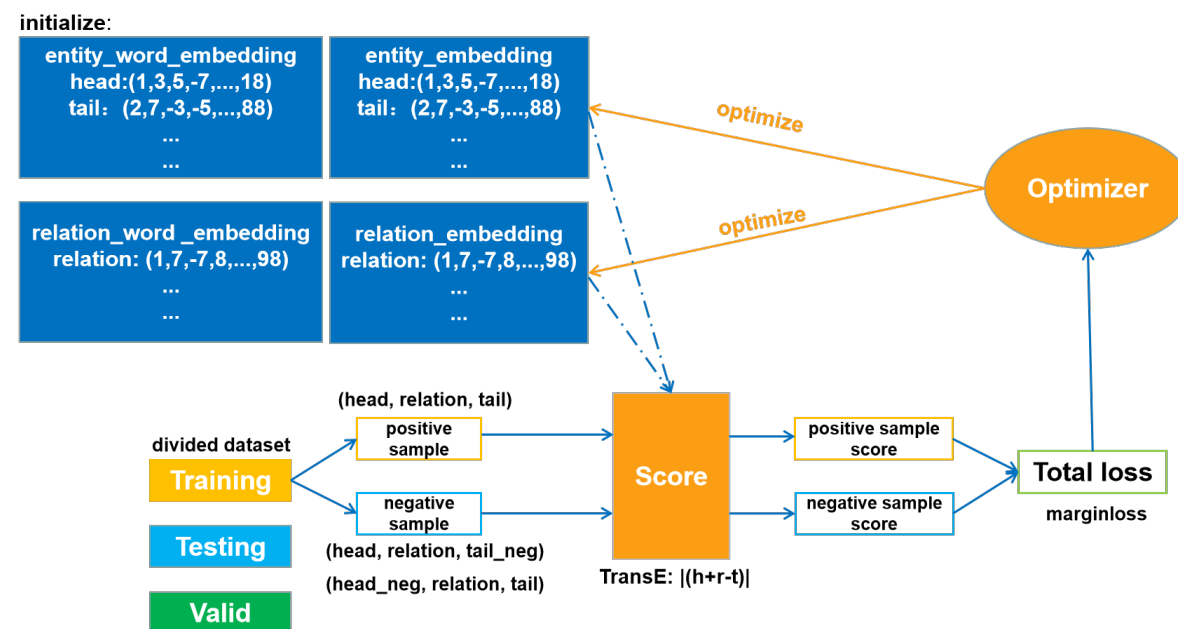 initialize:
entity_word_embedding
head:(1,3,5,-7,...,18)
tail：(2,7,-3,-5,...,88)
...
...
entity_embedding
head:(1,3,5,-7,...,18)
tail：(2,7,-3,-5,...,88)
...
...
relation_word _embedding
relation: (1,7,-7,8,...,98)
...
...
relation_embedding
relation: (1,7,-7,8,...,98)
...
...
optimize
optimize
Optimizer
(head, relation, tail)
positive
sample
divided dataset
Training
negative
sample
(head, relation, tail_neg)
(head_neg, relation, tail)
Testing
Valid
Score
TransE: |(h+r-t)|
positive sample
score
negative sample
score
Total loss
marginloss